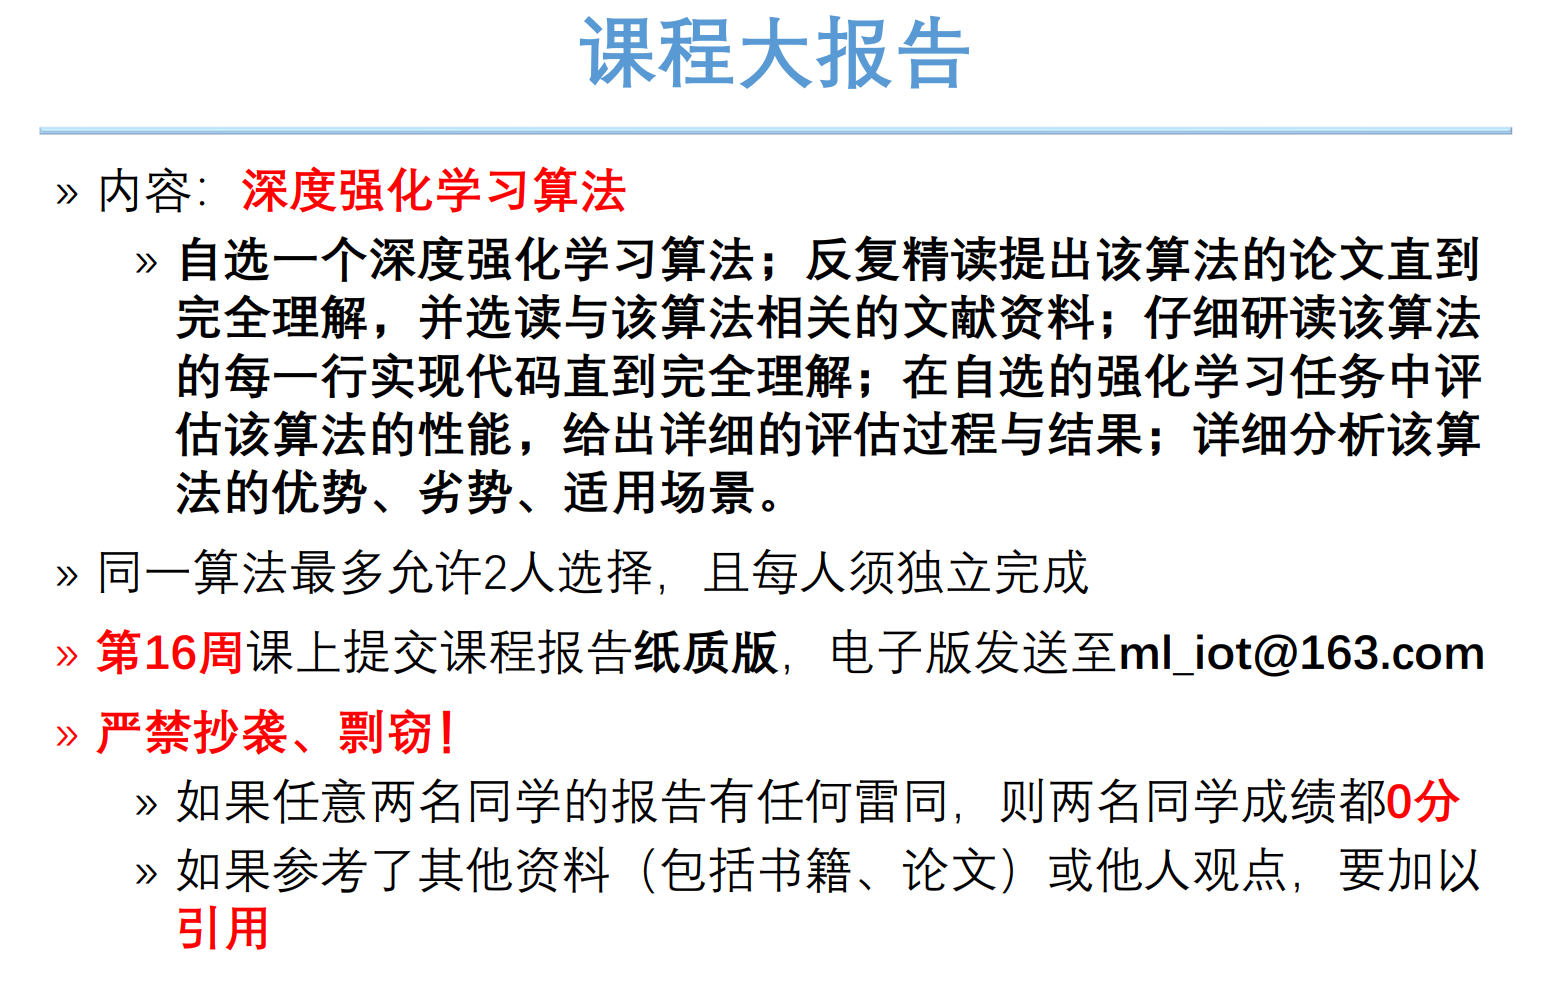 课程大报告
» 内容：深度强化学习算法
» 自选一个深度强化学习算法；反复精读提出该算法的论文直到
完全理解，并选读与该算法相关的文献资料；仔细研读该算法
的每一行实现代码直到完全理解；在自选的强化学习任务中评
估该算法的性能，给出详细的评估过程与结果；详细分析该算
法的优势、劣势、适用场景。
» 同一算法最多允许2人选择，且每人须独立完成
» 第16周课上提交课程报告纸质版，电子版发送至ml_iot@163.com
» 严禁抄袭、剽窃！
» 如果任意两名同学的报告有任何雷同，则两名同学成绩都0分
» 如果参考了其他资料（包括书籍、论文）或他人观点，要加以
引用